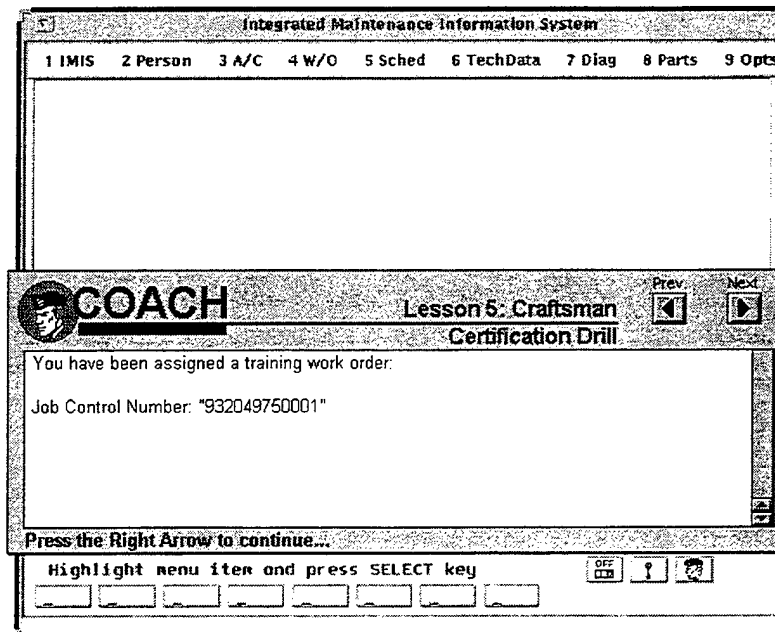 Integrated Maintenance Information System
1 IMIS 2 Person 3 A/C 4 W/O 5 Sched 6 TechData 7 Diag 8 Parts 9 Opts
COACH
Prev Next
Lesson 5: Craftsman
Certification Drill
You have been assigned a training work order:
Job Control Number: "932049750001"
Press the Right Arrow to continue...
Highlight menu item and press SELECT key
OFF